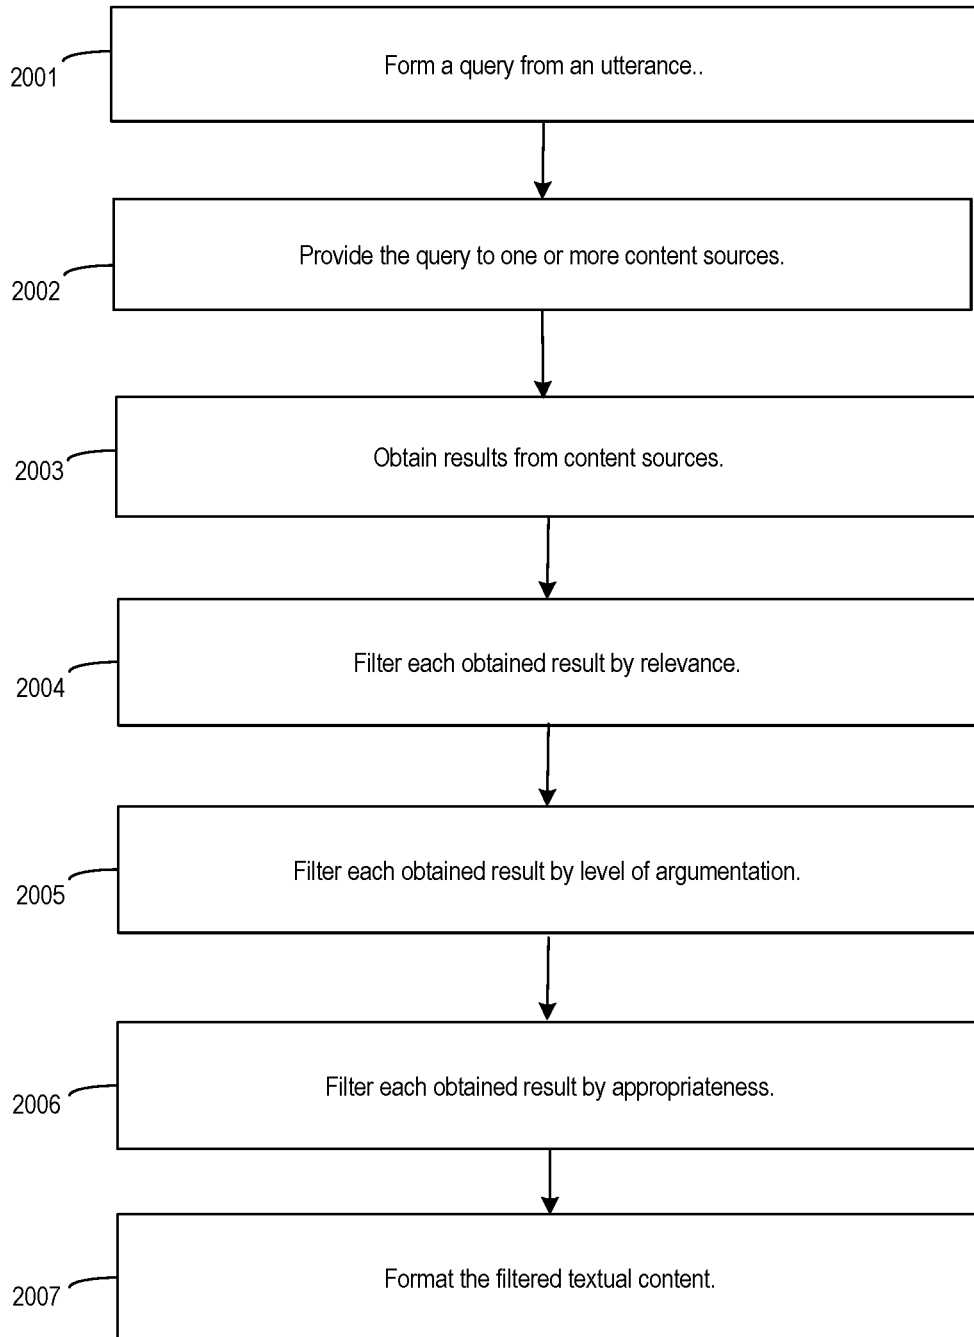 Form a query from an utterance..
2001
Provide the query to one or more content sources.
2002
Obtain results from content sources.
2003
Filter each obtained result by relevance.
2004
Filter each obtained result by level of argumentation.
2005
Filter each obtained result by appropriateness.
2006
Format the filtered textual content.
2007